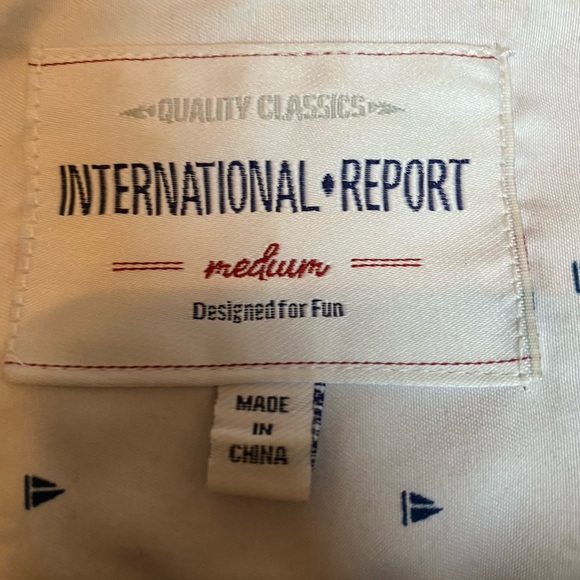 QUALITY CLASSICS
INTERNATIONAL♦REPORT
medium
Designed for Fun
MADE
IN
CHINA